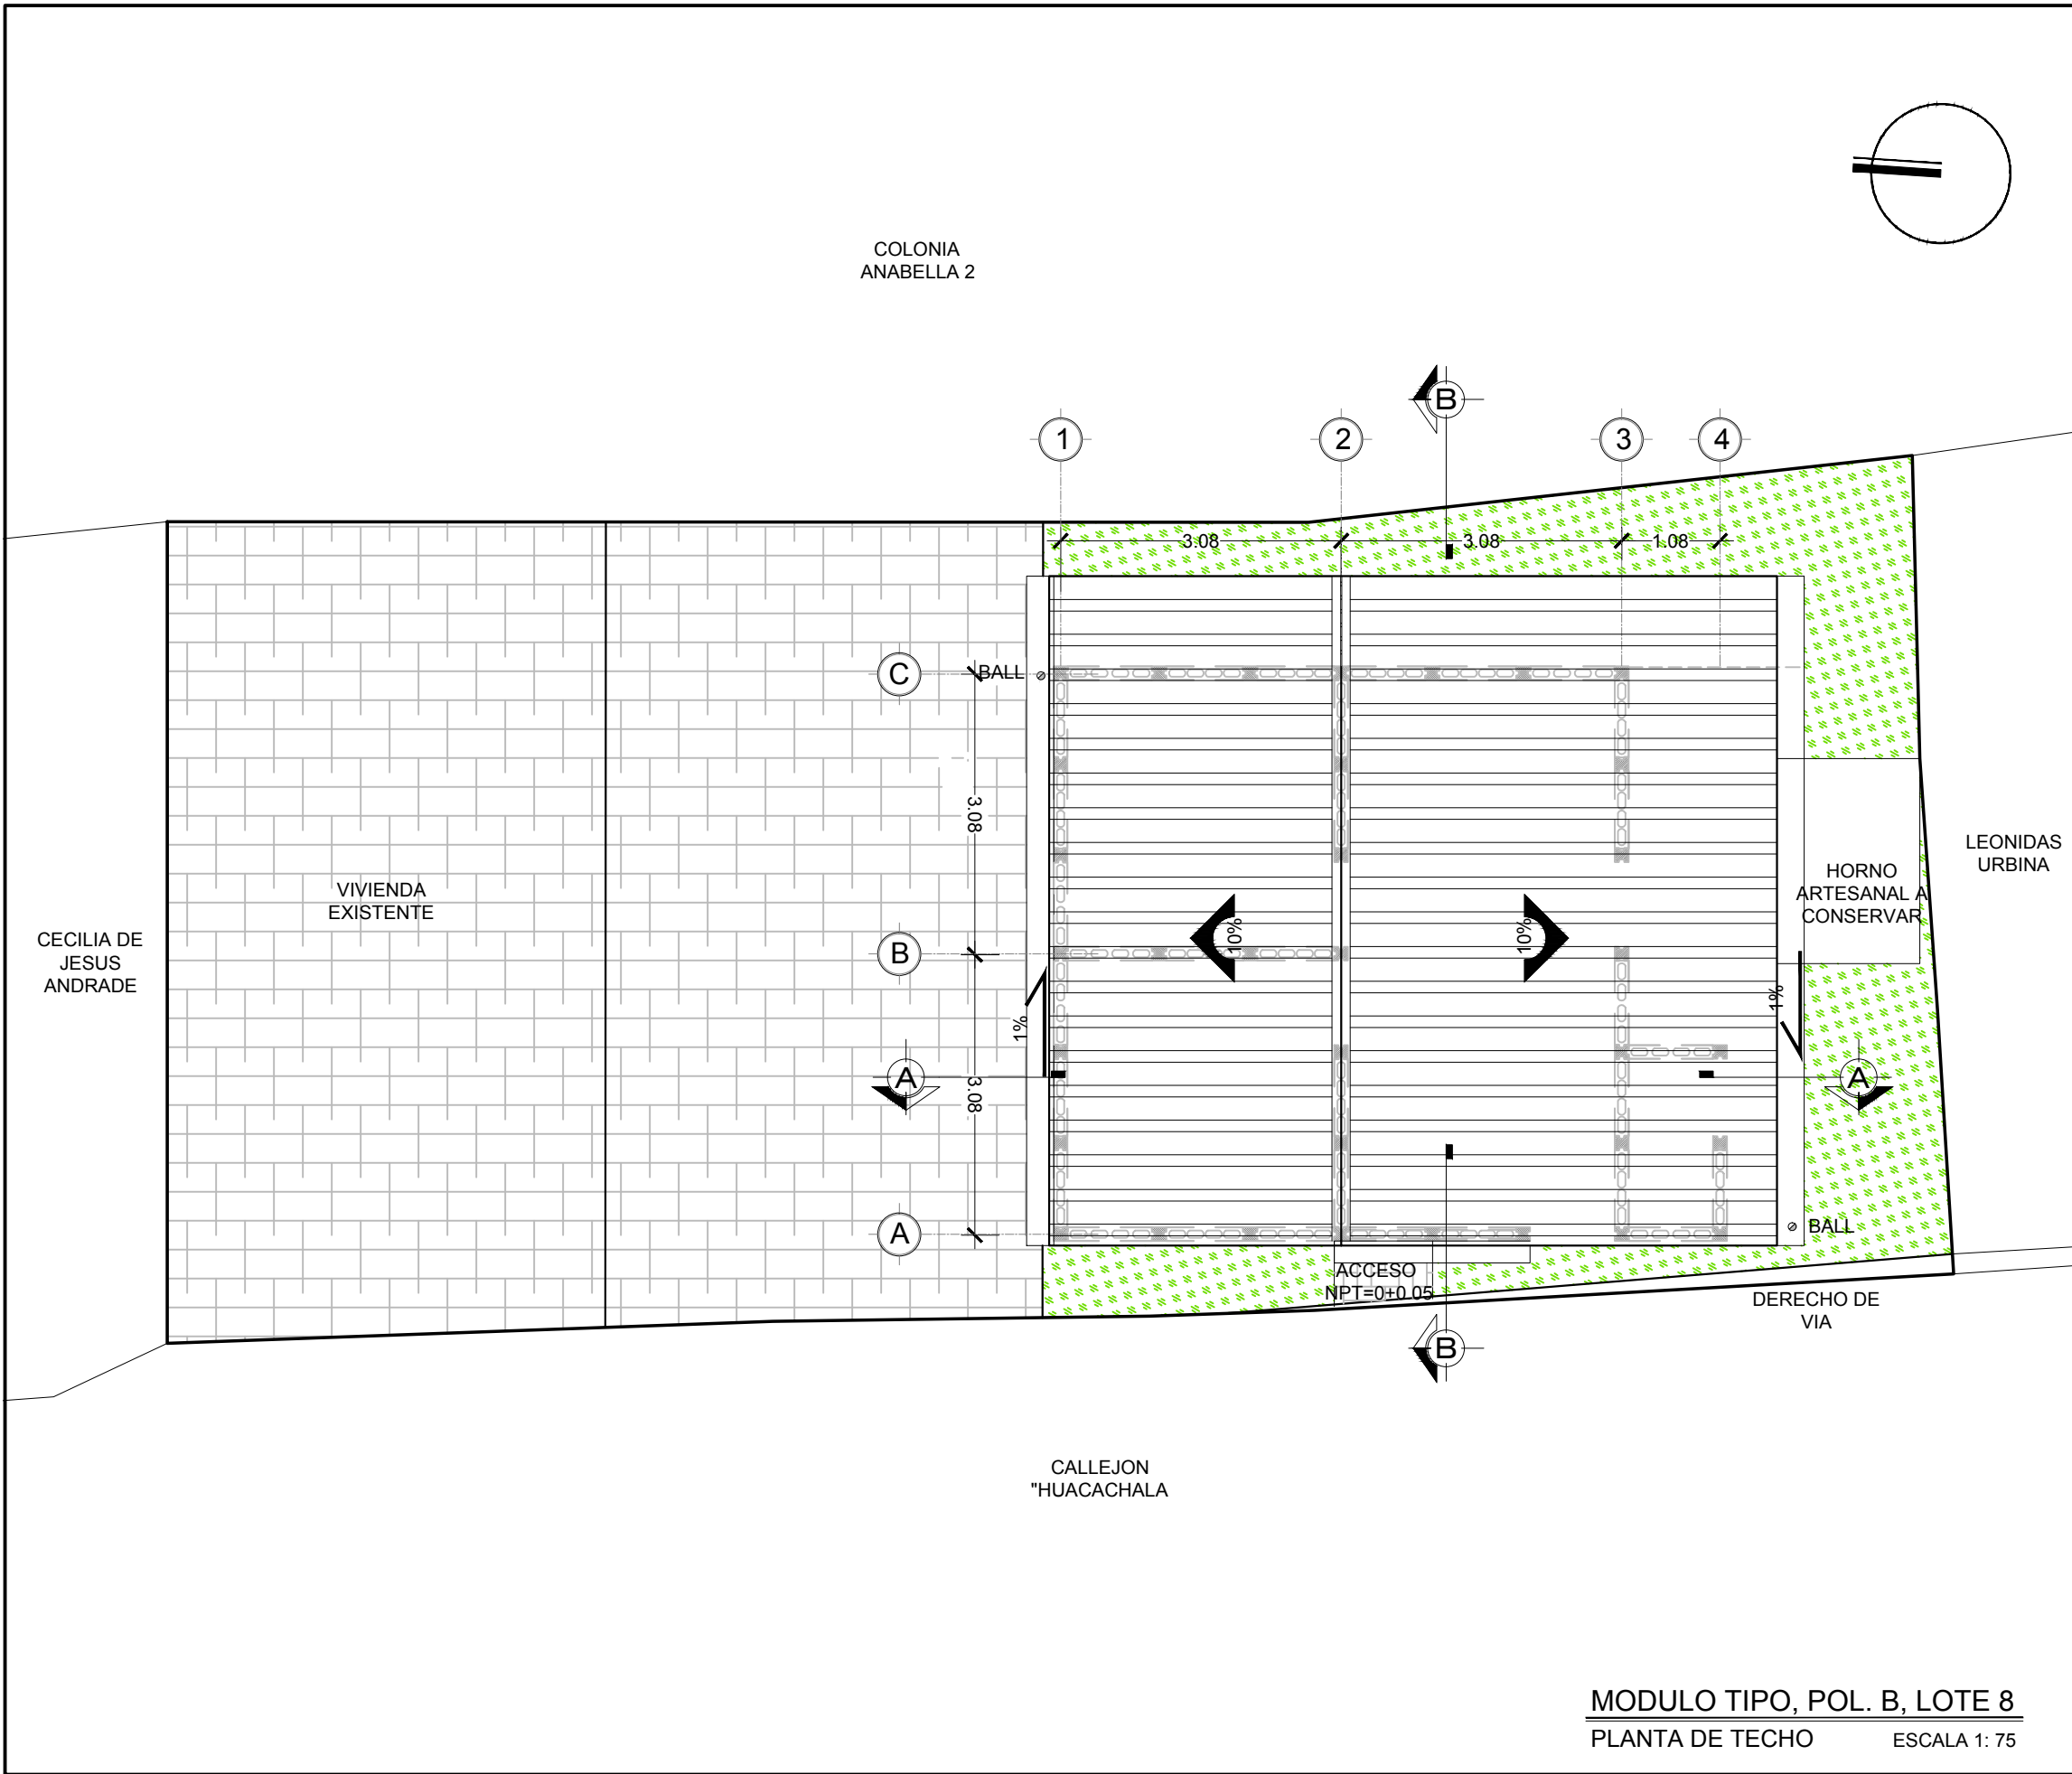 COLONIA
ANABELLA 2
B
1
2
3
4
3.08
3.08
1.08
C
BALL
3.08
VIVIENDA
EXISTENTE
HORNO
ARTESANAL A
CONSERVAR
LEONIDAS
URBINA
CECILIA DE
JESUS
ANDRADE
B
10%
10%
1%
1%
A
3.08
A
A
BALL
ACCESO
NPT=0+0.05
DERECHO DE
VIA
B
CALLEJON
"HUACACHALA
MODULO TIPO, POL. B, LOTE 8
PLANTA DE TECHO ESCALA 1: 75